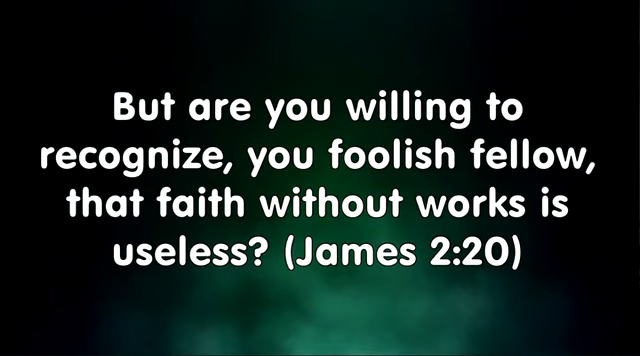 But are you willing to
recognize, you foolish fellow,
that faith without works is
useless? (James 2:20)